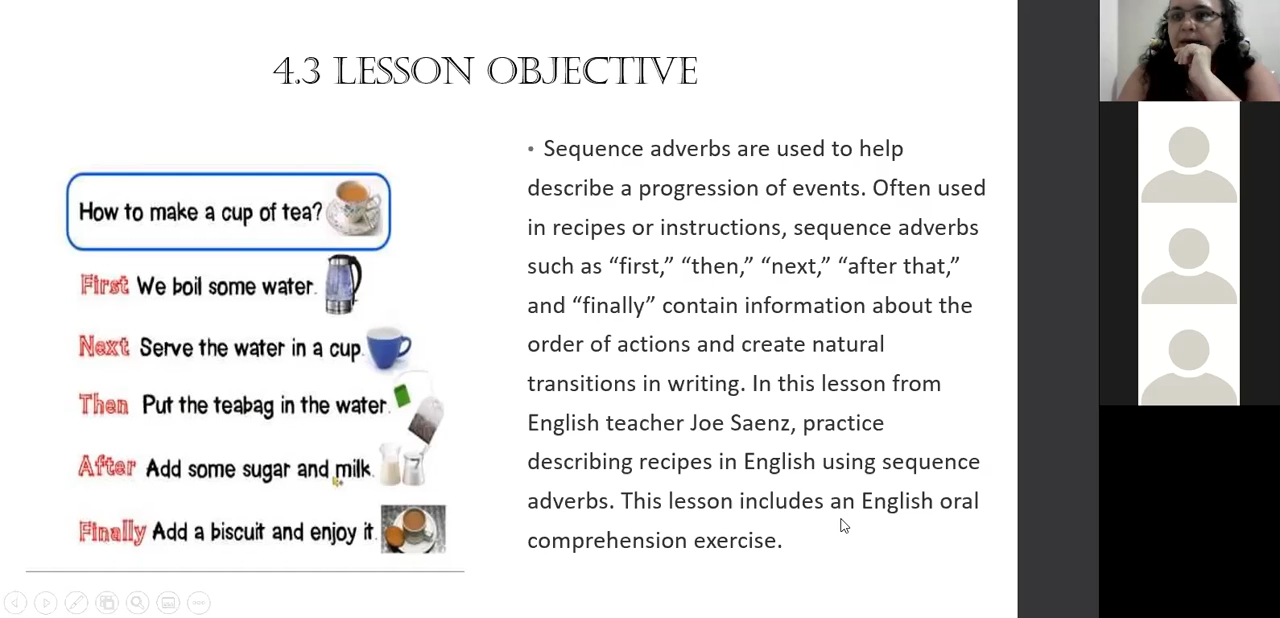 4.3 LESSON OBJECTIVE
How to make a cup of tea?
First We boil some water.
Next Serve the water in a cup.
Then Put the teabag in the water.
After Add some sugar and milk.
Finally Add a biscuit and enjoy it.
• Sequence adverbs are used to help
describe a progression of events. Often used
in recipes or instructions, sequence adverbs
such as “first,” “then,” “next,” “after that,”
and “finally” contain information about the
order of actions and create natural
transitions in writing. In this lesson from
English teacher Joe Saenz, practice
describing recipes in English using sequence
adverbs. This lesson includes an English oral
comprehension exercise.